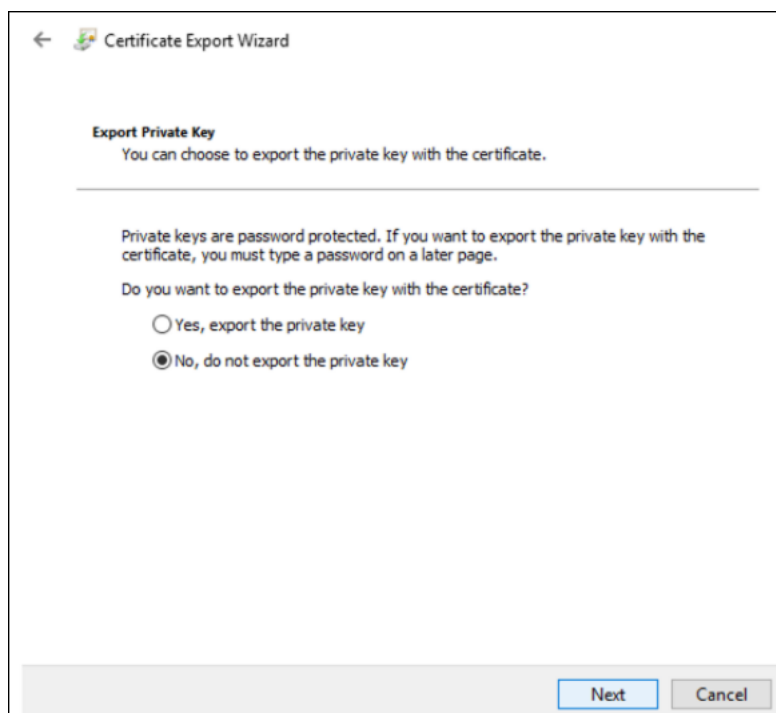 Certificate Export Wizard
Export Private Key
You can choose to export the private key with the certificate.
Private keys are password protected. If you want to export the private key with the
certificate, you must type a password on a later page.
Do you want to export the private key with the certificate?
Yes, export the private key
No, do not export the private key
Next
Cancel